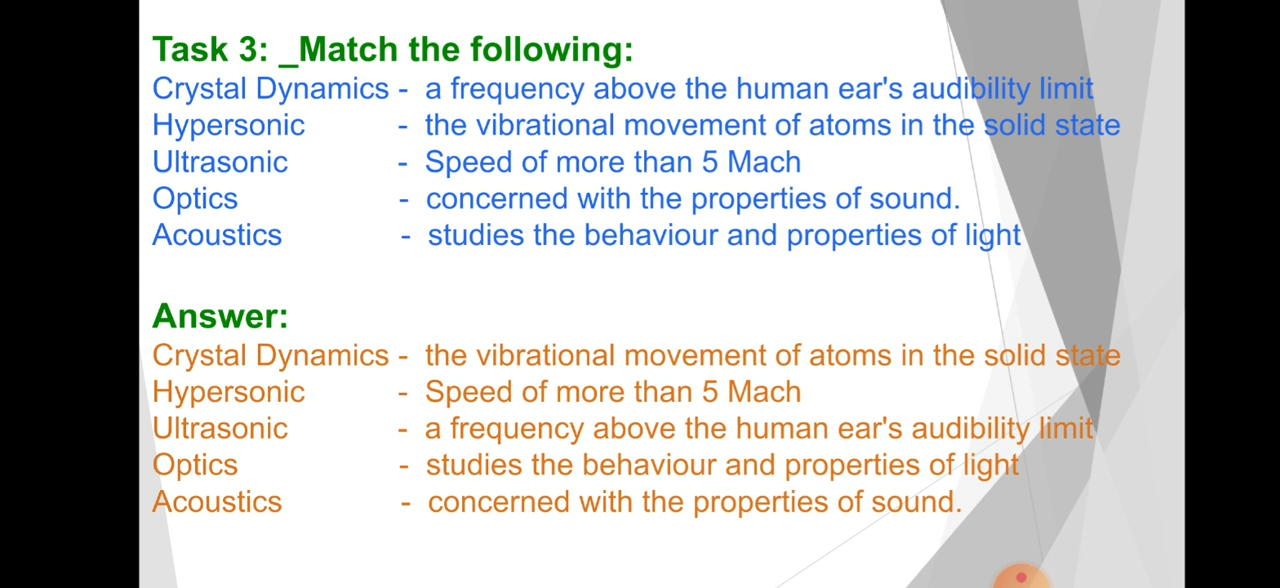 Task 3: _Match the following:
Crystal Dynamics - a frequency above the human ear's audibility limit
Hypersonic - the vibrational movement of atoms in the solid state
Ultrasonic - Speed of more than 5 Mach
Optics - concerned with the properties of sound.
Acoustics - studies the behaviour and properties of light
Answer:
Crystal Dynamics - the vibrational movement of atoms in the solid state
Hypersonic - Speed of more than 5 Mach
Ultrasonic - a frequency above the human ear's audibility limit
Optics - studies the behaviour and properties of light
Acoustics - concerned with the properties of sound.